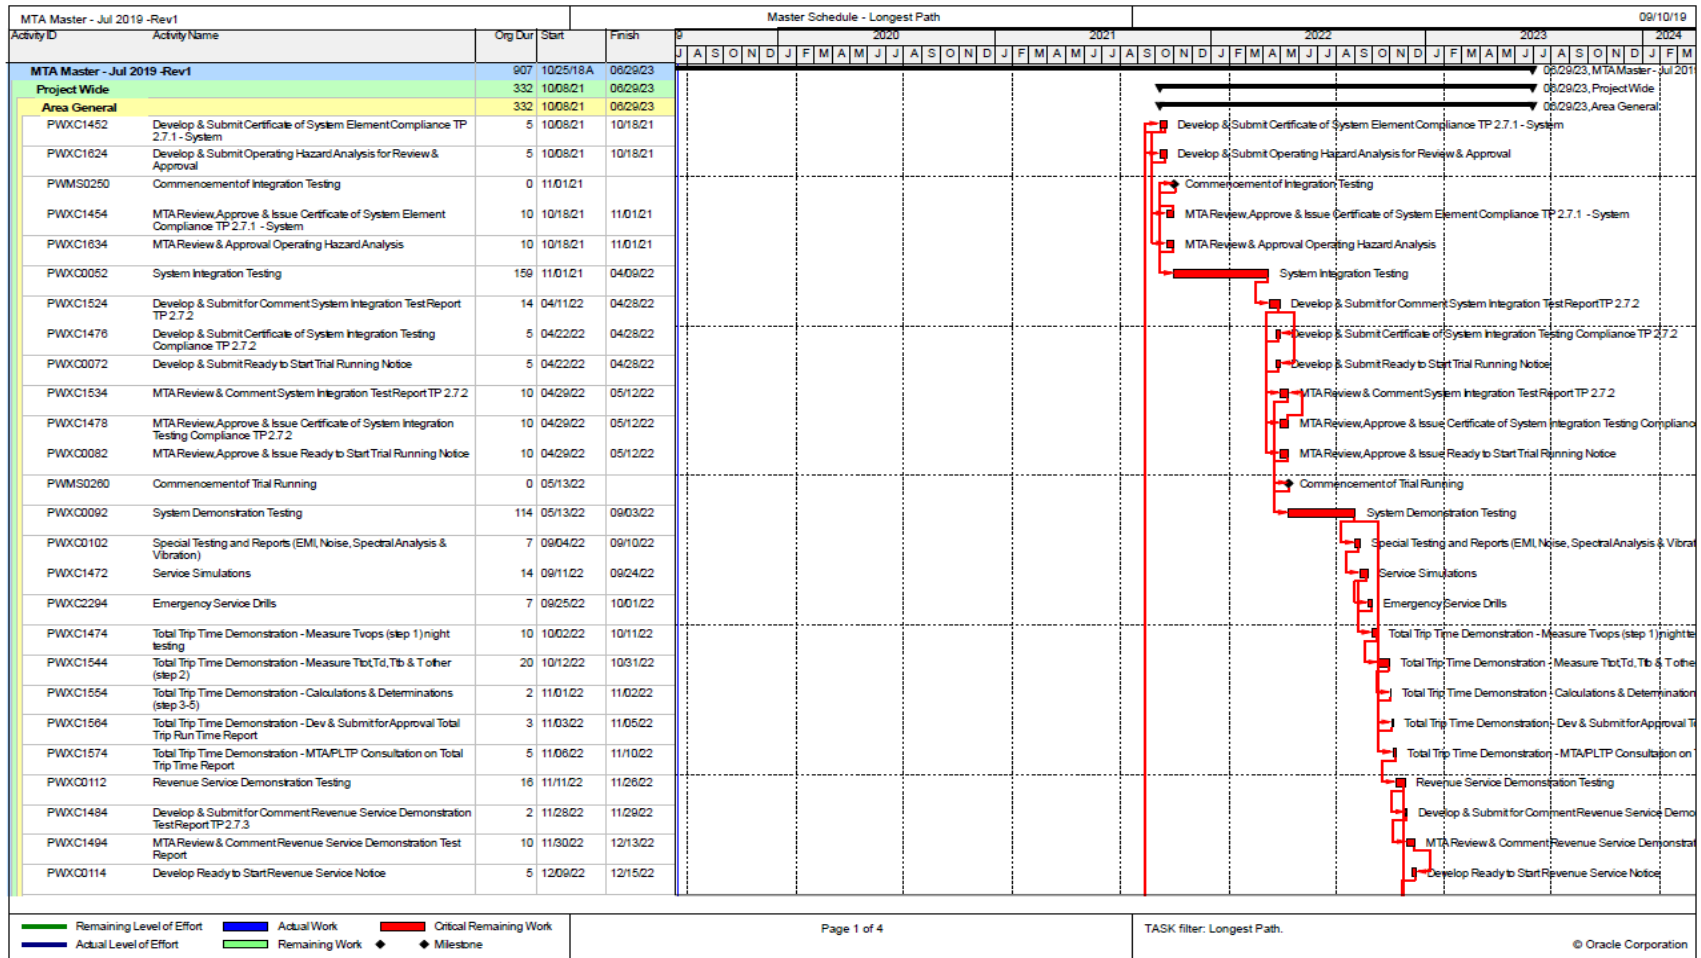 MTA Master - Jul 2019 -Rev1
Master Schedule - Longest Path
09/10/19
Activity ID Activity Name Org Dur Start Finish
9 2020 2021 2022 2023 2024
J A S O N D J F M A M J J A S O N D J F M A M J J A S O N D J F M A M J J A S O N D J F M A M J J A S O N D J F M
MTA Master - Jul 2019 -Rev1 907 10/25/18A 06/29/23 06/29/23, MTA Master - Jul 201
Project Wide 332 10/08/21 06/29/23 06/29/23, Project Wide
Area General 332 10/08/21 06/29/23 06/29/23, Area General
PWXC1452 Develop & Submit Certificate of System Element Compliance TP 5 10/08/21 10/18/21 Develop & Submit Certificate of System Element Compliance TP 2.7.1 - System
2.7.1 - System
PWXC1624 Develop & Submit Operating Hazard Analysis for Review & 5 10/08/21 10/18/21 Develop & Submit Operating Hazard Analysis for Review & Approval
Approval
PWMS0250 Commencement of Integration Testing 0 11/01/21 Commencement of Integration Testing
PWXC1454 MTA Review, Approve & Issue Certificate of System Element 10 10/18/21 11/01/21 MTA Review, Approve & Issue Certificate of System Element Compliance TP 2.7.1 - System
Compliance TP 2.7.1 - System
PWXC1634 MTA Review & Approval Operating Hazard Analysis 10 10/18/21 11/01/21 MTA Review & Approval Operating Hazard Analysis
PWXC0052 System Integration Testing 159 11/01/21 04/09/22 System Integration Testing
PWXC1524 Develop & Submit for Comment System Integration Test Report 14 04/11/22 04/28/22 Develop & Submit for Comment System Integration Test Report TP 2.7.2
TP 2.7.2
PWXC1476 Develop & Submit Certificate of System Integration Testing 5 04/22/22 04/28/22 Develop & Submit Certificate of System Integration Testing Compliance TP 2.7.2
Compliance TP 2.7.2
PWXC0072 Develop & Submit Ready to Start Trial Running Notice 5 04/22/22 04/28/22 Develop & Submit Ready to Start Trial Running Notice
PWXC1534 MTA Review & Comment System Integration Test Report TP 2.7.2 10 04/29/22 05/12/22 MTA Review & Comment System Integration Test Report TP 2.7.2
PWXC1478 MTA Review, Approve & Issue Certificate of System Integration 10 04/29/22 05/12/22 MTA Review, Approve & Issue Certificate of System Integration Testing Complianc
Testing Compliance TP 2.7.2
PWXC0082 MTA Review, Approve & Issue Ready to Start Trial Running Notice 10 04/29/22 05/12/22 MTA Review, Approve & Issue Ready to Start Trial Running Notice
PWMS0260 Commencement of Trial Running 0 05/13/22 Commencement of Trial Running
PWXC0092 System Demonstration Testing 114 05/13/22 09/03/22 System Demonstration Testing
PWXC0102 Special Testing and Reports (EMI, Noise, Spectral Analysis & 7 09/04/22 09/10/22 Special Testing and Reports (EMI, Noise, Spectral Analysis & Vibrat
Vibration)
PWXC1472 Service Simulations 14 09/11/22 09/24/22 Service Simulations
PWXC2294 Emergency Service Drills 7 09/25/22 10/01/22 Emergency Service Drills
PWXC1474 Total Trip Time Demonstration - Measure Tvops (step 1) night 10 10/02/22 10/11/22 Total Trip Time Demonstration - Measure Tvops (step 1) night te
testing
PWXC1544 Total Trip Time Demonstration - Measure Ttot,Td, Ttb & T other 20 10/12/22 10/31/22 Total Trip Time Demonstration - Measure Ttot,Td, Ttb & T othe
(step 2)
PWXC1554 Total Trip Time Demonstration - Calculations & Determinations 2 11/01/22 11/02/22 Total Trip Time Demonstration - Calculations & Determination
(step 3-5)
PWXC1564 Total Trip Time Demonstration - Dev & Submit for Approval Total 3 11/03/22 11/05/22 Total Trip Time Demonstration - Dev & Submit for Approval T
Trip Run Time Report
PWXC1574 Total Trip Time Demonstration - MTA/PLTP Consultation on Total 5 11/06/22 11/10/22 Total Trip Time Demonstration - MTA/PLTP Consultation on
Trip Time Report
PWXC0112 Revenue Service Demonstration Testing 16 11/11/22 11/26/22 Revenue Service Demonstration Testing
PWXC1484 Develop & Submit for Comment Revenue Service Demonstration 2 11/28/22 11/29/22 Develop & Submit for Comment Revenue Service Demo
Test Report TP 2.7.3
PWXC1494 MTA Review & Comment Revenue Service Demonstration Test 10 11/30/22 12/13/22 MTA Review & Comment Revenue Service Demonstrat
Report
PWXC0114 Develop Ready to Start Revenue Service Notice 5 12/09/22 12/15/22 Develop Ready to Start Revenue Service Notice
Remaining Level of Effort Actual Work Critical Remaining Work
Actual Level of Effort Remaining Work Milestone
Page 1 of 4
TASK filter: Longest Path.
© Oracle Corporation